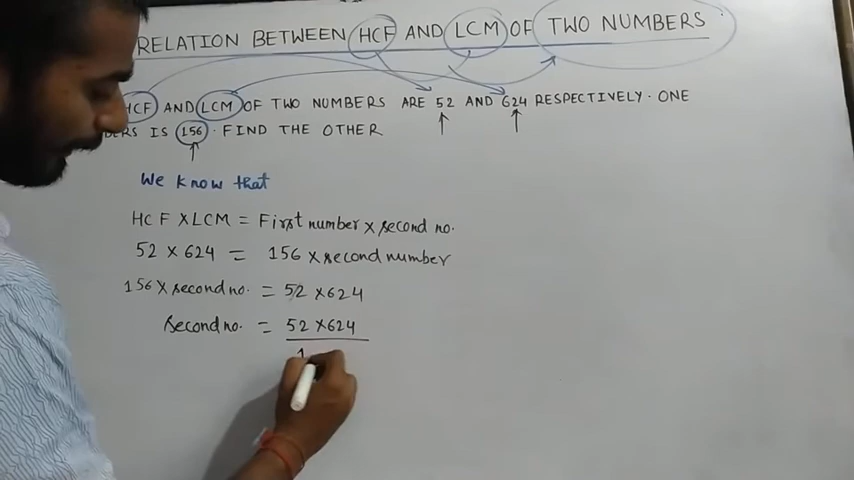 RELATION BETWEEN HCF AND LCM OF TWO NUMBERS
HCF AND LCM OF TWO NUMBERS ARE 52 AND 624 RESPECTIVELY. ONE
IS 156. FIND THE OTHER
We know that
HCF X LCM = First number x second no.
52 x 624 = 156 x second number
156 x second no. = 52 x 624
Second no. = 52 x 624
1